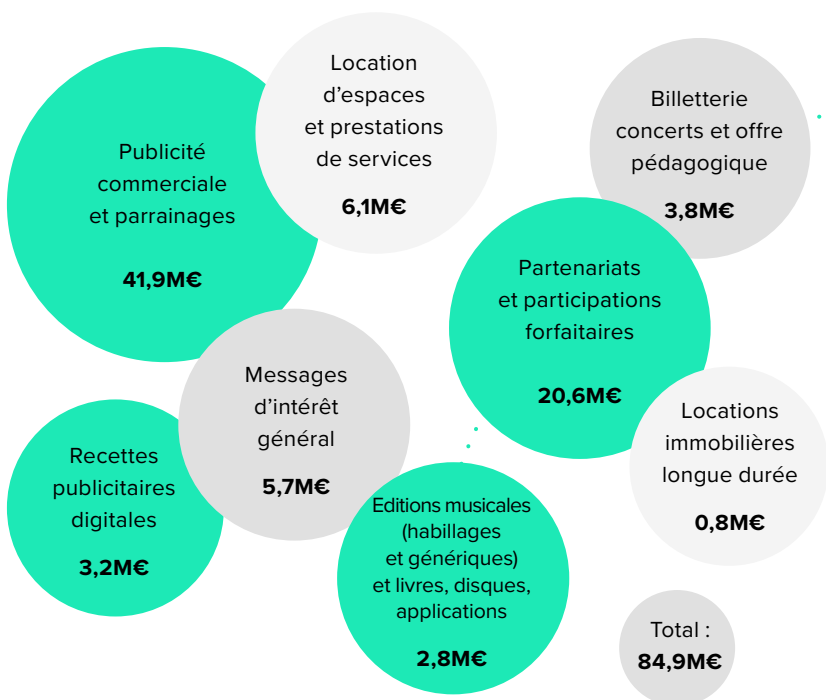 Publicité
commerciale
et parrainages
41,9M€
Location
d’espaces
et prestations
de services
6,1M€
Billetterie
concerts et offre
pédagogique
3,8M€
Partenariats
et participations
forfaitaires
20,6M€
Messages
d’intérêt
général
5,7M€
Locations
immobilières
longue durée
0,8M€
Recettes
publicitaires
digitales
3,2M€
Editions musicales
(habillages
et génériques)
et livres, disques,
applications
2,8M€
Total :
84,9M€